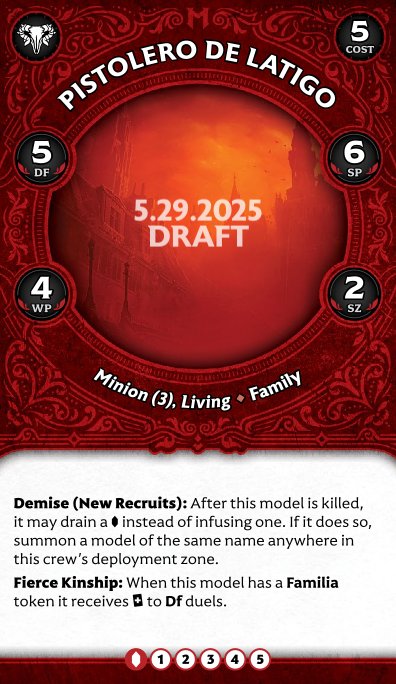 5
COST
PISTOLERO DE LATIGO
5
DF
6
SP
5.29.2025
DRAFT
4
WP
2
SZ
Minion (3), Living Family
Demise (New Recruits): After this model is killed,
it may drain a instead of infusing one. If it does so,
summon a model of the same name anywhere in
this crew's deployment zone.
Fierce Kinship: When this model has a Familia
token it receives to Df duels.
1 2 3 4 5